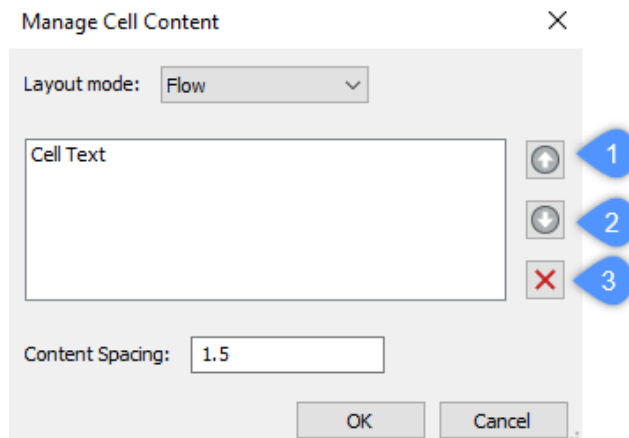 Manage Cell Content
Layout mode: Flow
Cell Text
1
2
3
Content Spacing: 1.5
OK Cancel